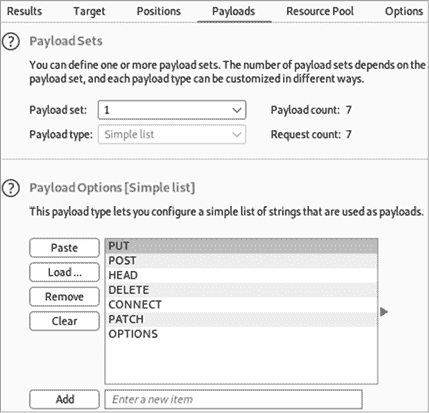 Results Target Positions Payloads Resource Pool Options
? Payload Sets
You can define one or more payload sets. The number of payload sets depends on the
payload set, and each payload type can be customized in different ways.
Payload set: 1 Payload count: 7
Payload type: Simple list Request count: 7
? Payload Options [Simple list]
This payload type lets you configure a simple list of strings that are used as payloads.
Paste PUT
POST
Load ... HEAD
Remove DELETE
CONNECT
Clear PATCH
OPTIONS
Add Enter a new item